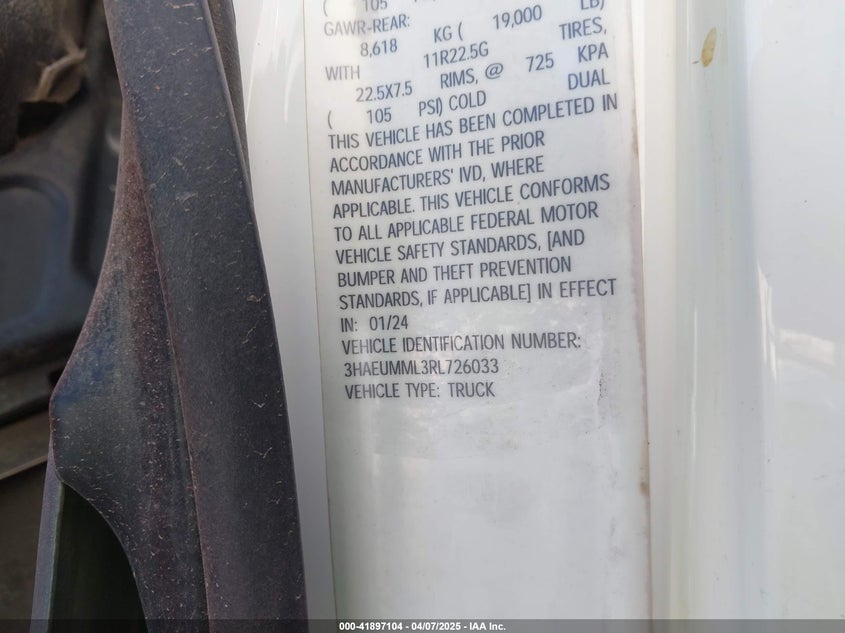 ( 105
GAWR-REAR:
8,618 KG ( 19,000 LB)
WITH 11R22.5G TIRES,
22.5X7.5 RIMS, @ 725 KPA
( 105 PSI) COLD DUAL
THIS VEHICLE HAS BEEN COMPLETED IN
ACCORDANCE WITH THE PRIOR
MANUFACTURERS' IVD, WHERE
APPLICABLE. THIS VEHICLE CONFORMS
TO ALL APPLICABLE FEDERAL MOTOR
VEHICLE SAFETY STANDARDS, [AND
BUMPER AND THEFT PREVENTION
STANDARDS, IF APPLICABLE] IN EFFECT
IN: 01/24
VEHICLE IDENTIFICATION NUMBER:
3HAEUMML3RL726033
VEHICLE TYPE: TRUCK
000-41897104 - 04/07/2025 - IAA Inc.